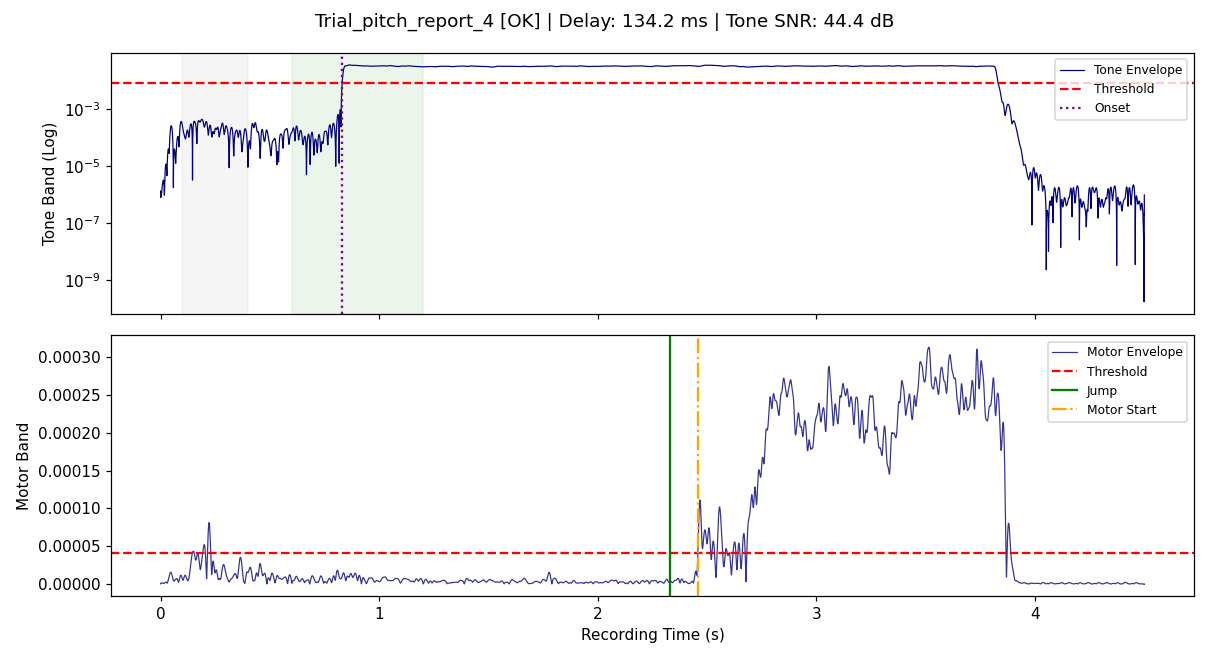 Trial_pitch_report_4 [OK] | Delay: 134.2 ms | Tone SNR: 44.4 dB
Tone Band (Log)
10⁻³
10⁻⁵
10⁻⁷
10⁻⁹
Tone Envelope
Threshold
Onset
Motor Band
0.00030
0.00025
0.00020
0.00015
0.00010
0.00005
0.00000
Motor Envelope
Threshold
Jump
Motor Start
0 1 2 3 4
Recording Time (s)